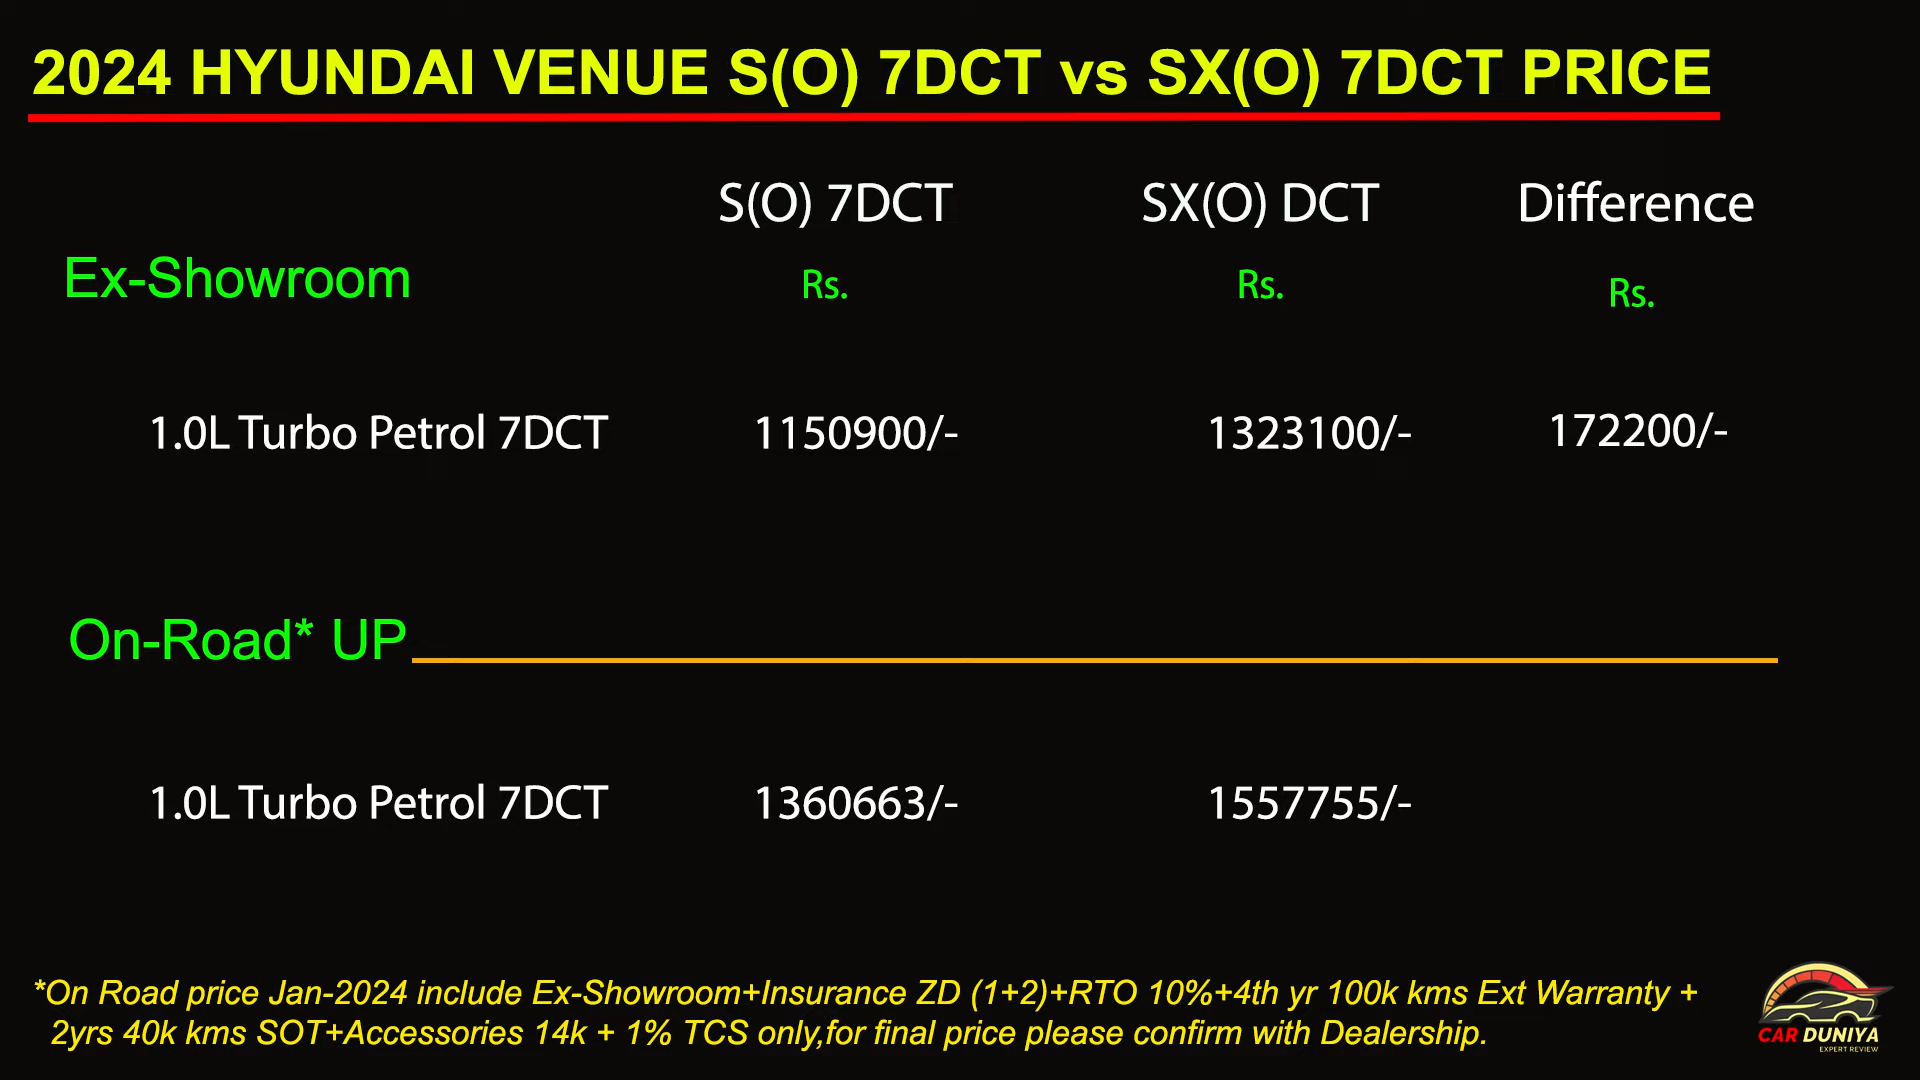 2024 HYUNDAI VENUE S(O) 7DCT vs SX(O) 7DCT PRICE
S(O) 7DCT SX(O) DCT Difference
Ex-Showroom Rs. Rs. Rs.
1.0L Turbo Petrol 7DCT 1150900/- 1323100/- 172200/-
On-Road* UP
1.0L Turbo Petrol 7DCT 1360663/- 1557755/-
*On Road price Jan-2024 include Ex-Showroom+Insurance ZD (1+2)+RTO 10%+4th yr 100k kms Ext Warranty +
2yrs 40k kms SOT+Accessories 14k + 1% TCS only,for final price please confirm with Dealership.
CAR DUNIYA
EXPERT REVIEW